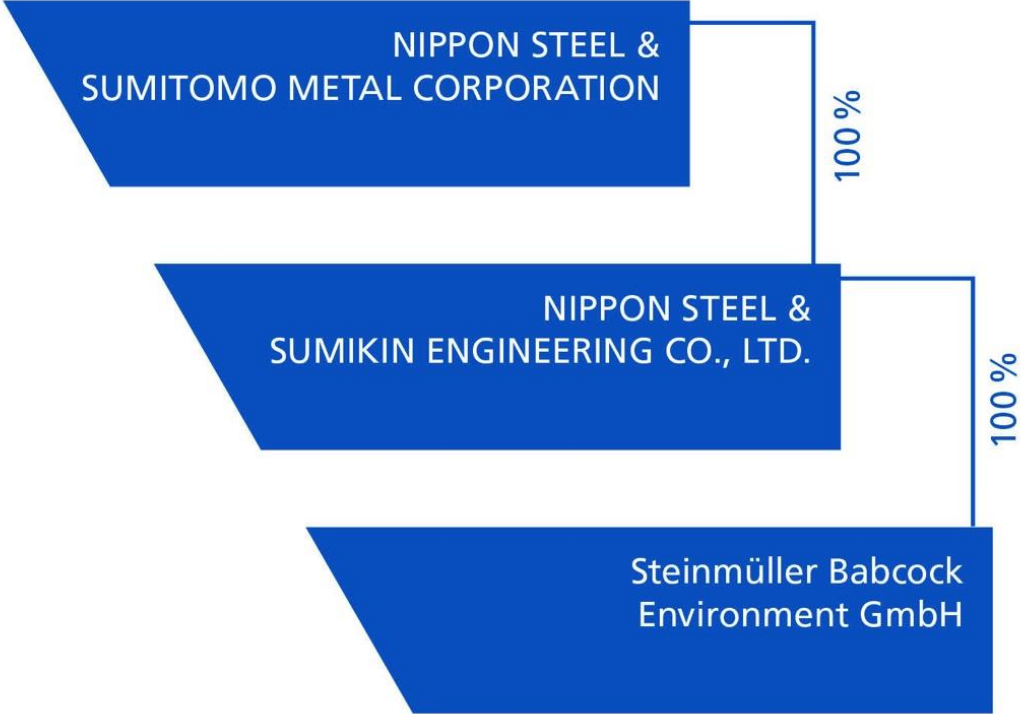 NIPPON STEEL &
SUMITOMO METAL CORPORATION
100 %
NIPPON STEEL &
SUMIKIN ENGINEERING CO., LTD.
100 %
Steinmüller Babcock
Environment GmbH